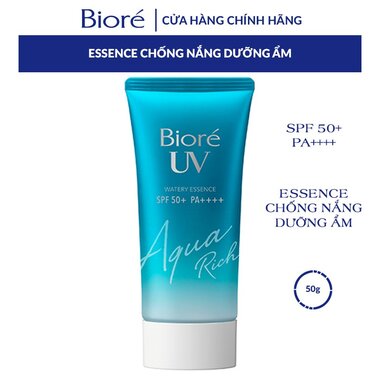 Bioré CỬA HÀNG CHÍNH HÃNG
ESSENCE CHỐNG NẮNG DƯỠNG ẨM
Bioré
UV
WATERY ESSENCE
SPF 50+ PA++++
Aqua
Rich
SPF 50+
PA++++
ESSENCE
CHỐNG NẮNG
DƯỠNG ẨM
50g